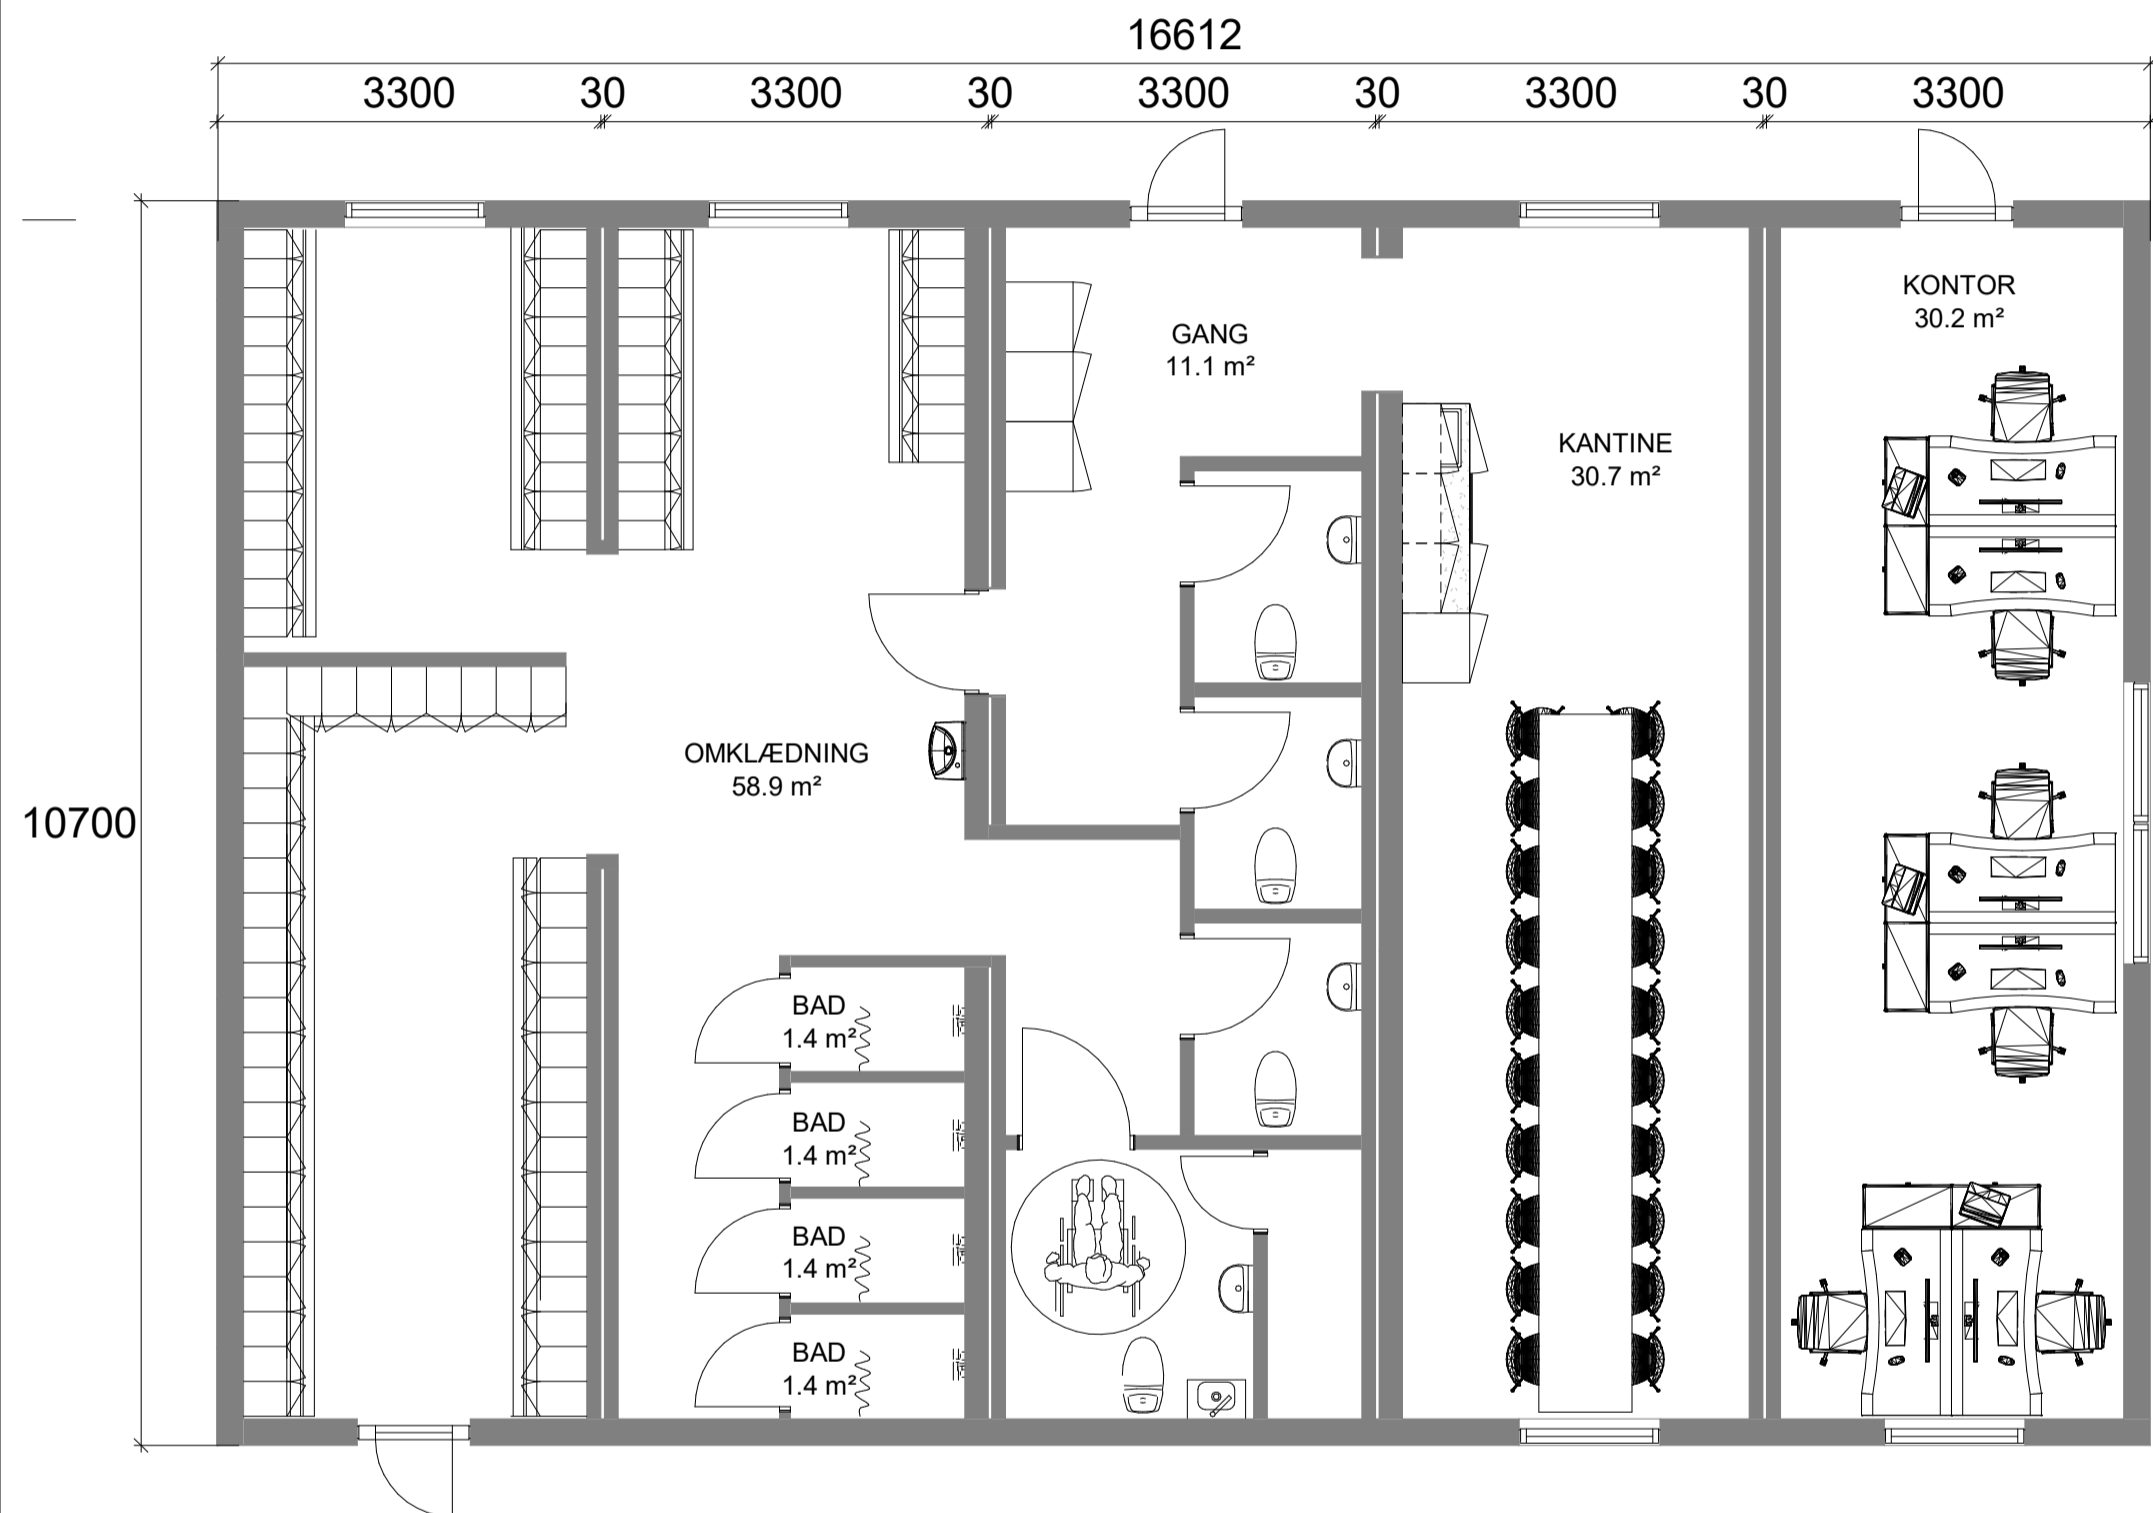 16612
3300 30 3300 30 3300 30 3300 30 3300
KONTOR
30.2 m²
GANG
11.1 m²
KANTINE
30.7 m²
OMKLÆDNING
58.9 m²
10700
BAD
1.4 m²
BAD
1.4 m²
BAD
1.4 m²
BAD
1.4 m²